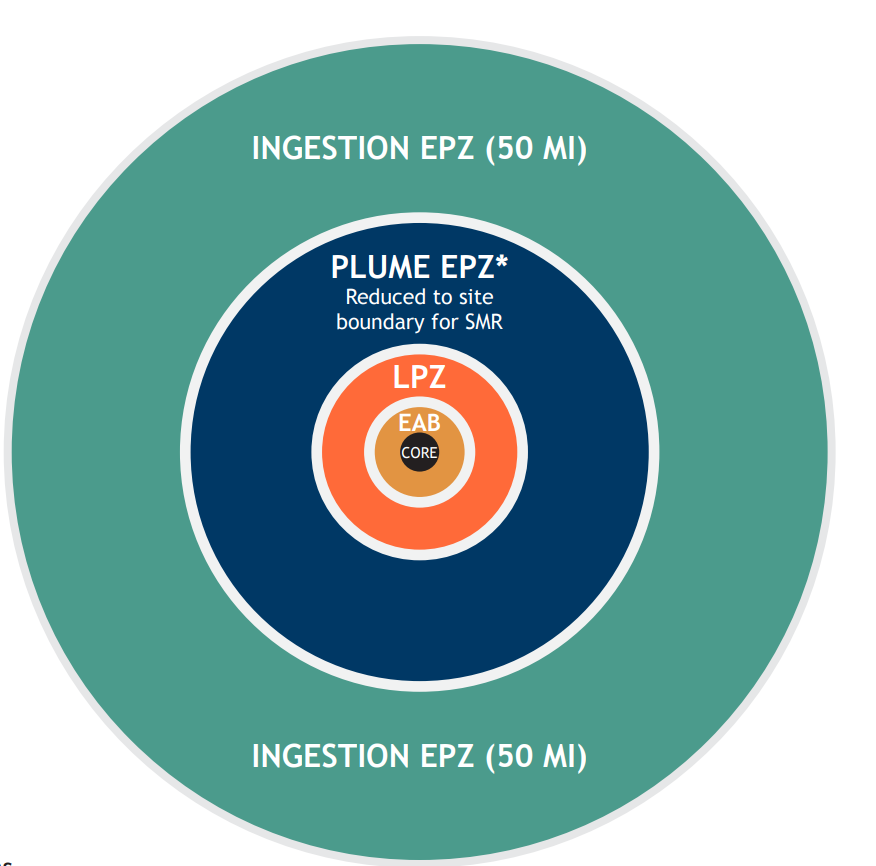 INGESTION EPZ (50 MI)
PLUME EPZ*
Reduced to site
boundary for SMR
LPZ
EAB
CORE
INGESTION EPZ (50 MI)